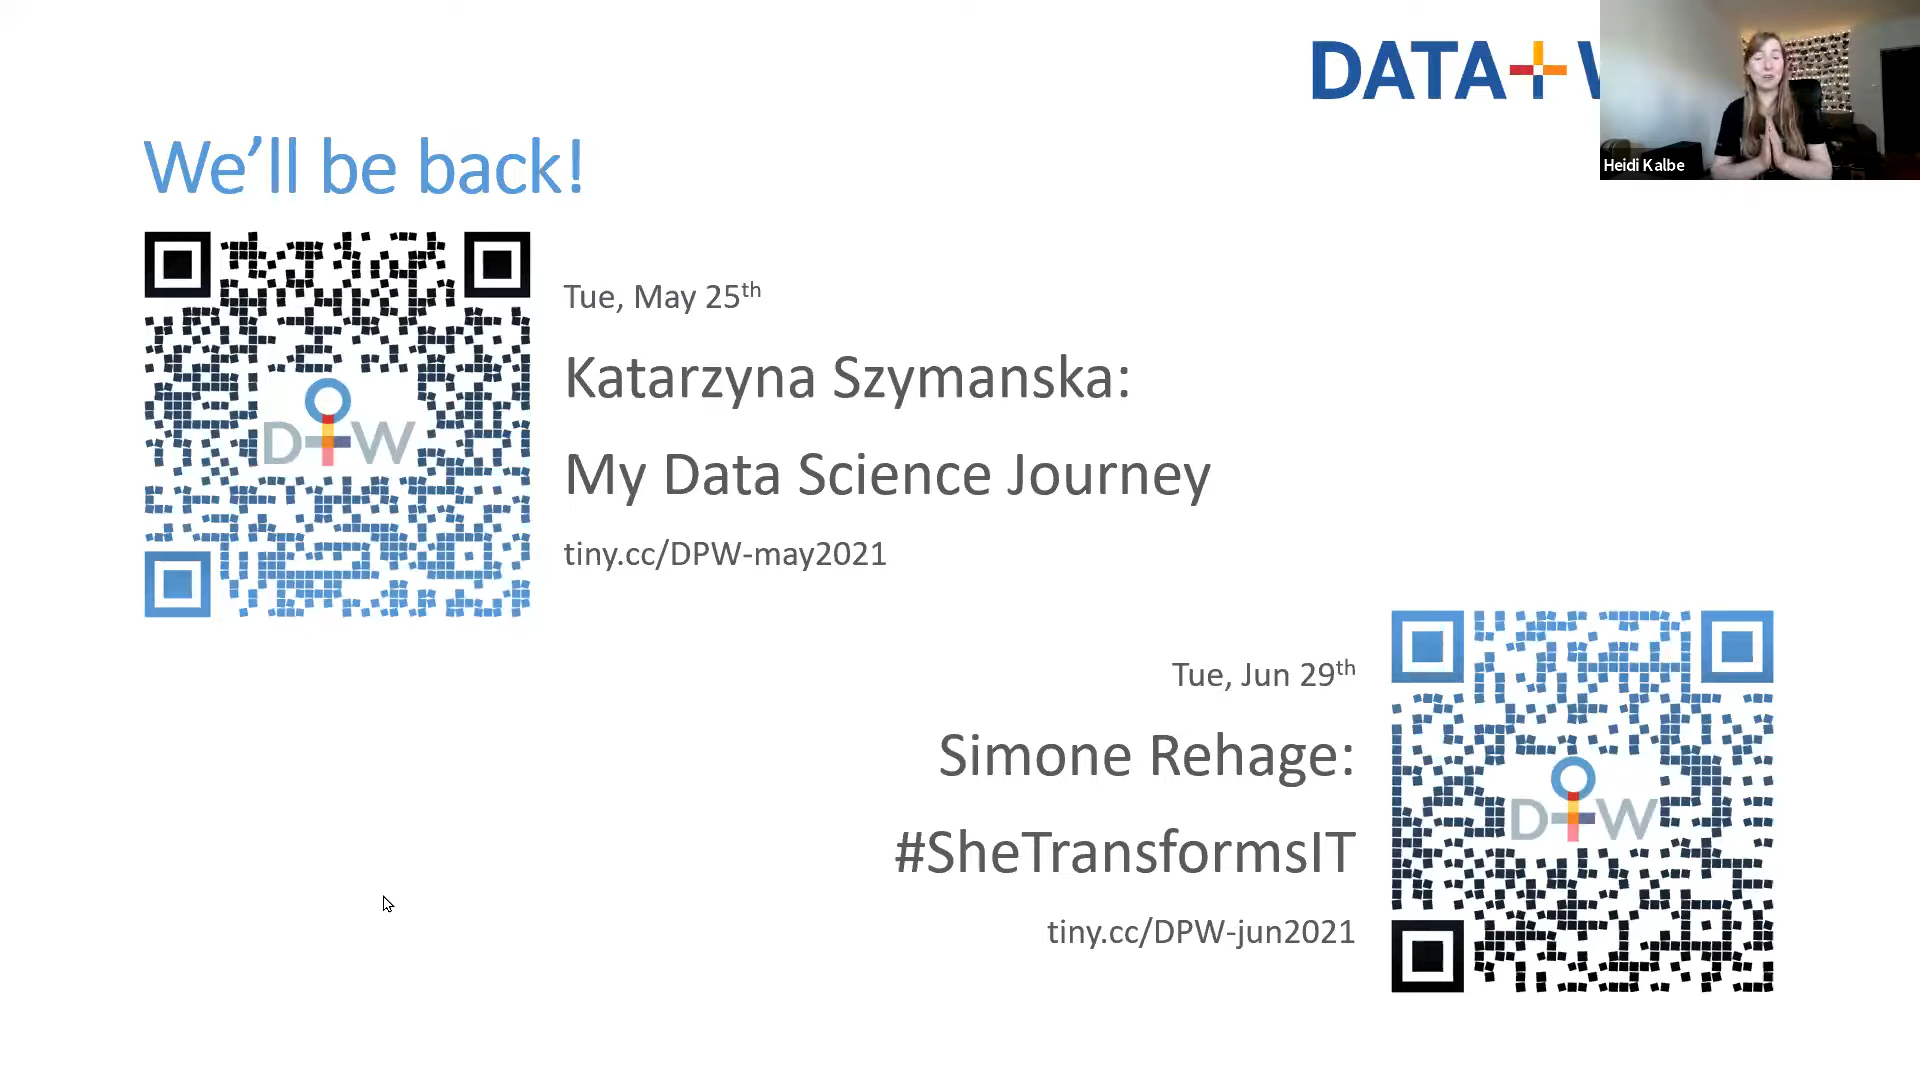 DATA+
Heidi Kalbe
We'll be back!
Tue, May 25th
Katarzyna Szymanska:
My Data Science Journey
tiny.cc/DPW-may2021
D+W
Tue, Jun 29th
Simone Rehage:
#SheTransformsIT
tiny.cc/DPW-jun2021
D+W